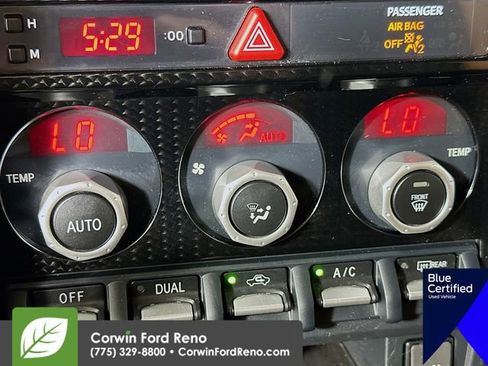 H
5:29
:00
PASSENGER
AIR BAG
OFF 2
M
LO
AUTO
LO
TEMP
TEMP
AUTO
FRONT
OFF
DUAL
A/C
REAR
Blue
Certified
Used Vehicle
Corwin Ford Reno
(775) 329-8800 • CorwinFordReno.com